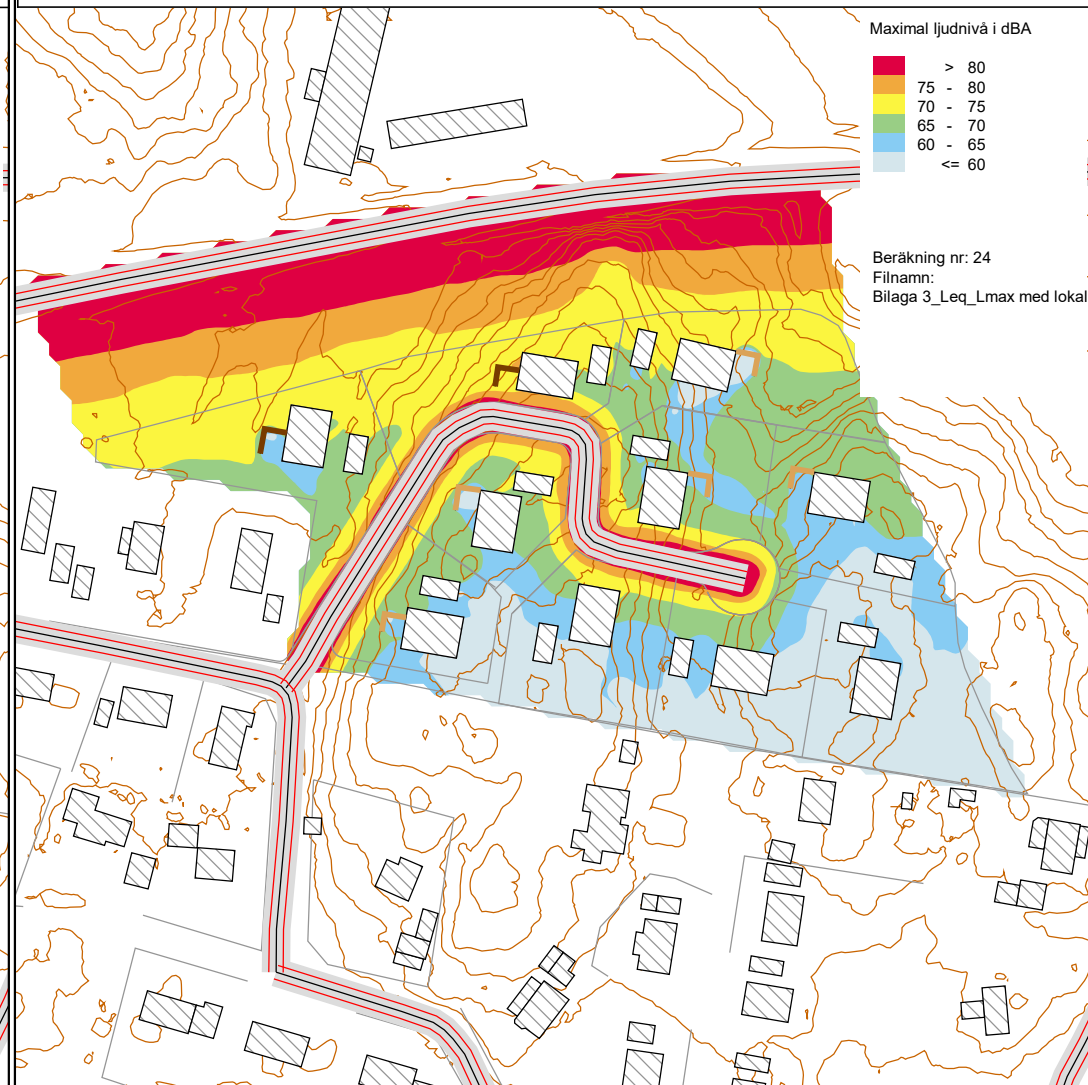 Maximal ljudnivå i dBA
> 80
75 - 80
70 - 75
65 - 70
60 - 65
<= 60
Beräkning nr: 24
Filnamn:
Bilaga 3_Leq_Lmax med lokal